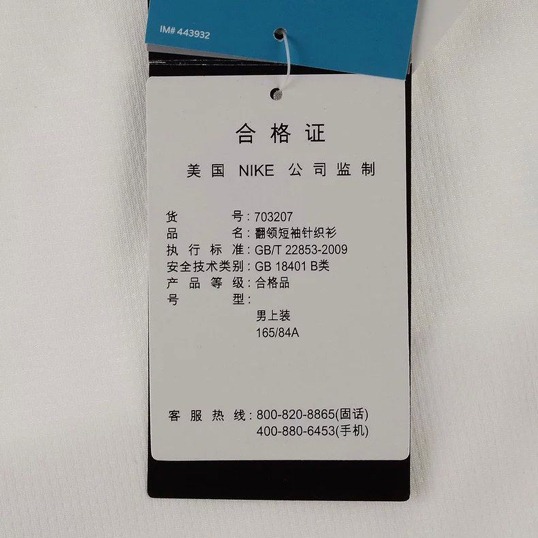 IM# 443932
合格证
美国 NIKE 公司监制
货号:703207
品名:翻领短袖针织衫
执行标准:GB/T 22853-2009
安全技术类别:GB 18401 B类
产品等级:合格品
号型:
男上装
165/84A
客服热线:800-820-8865(固话)
400-880-6453(手机)